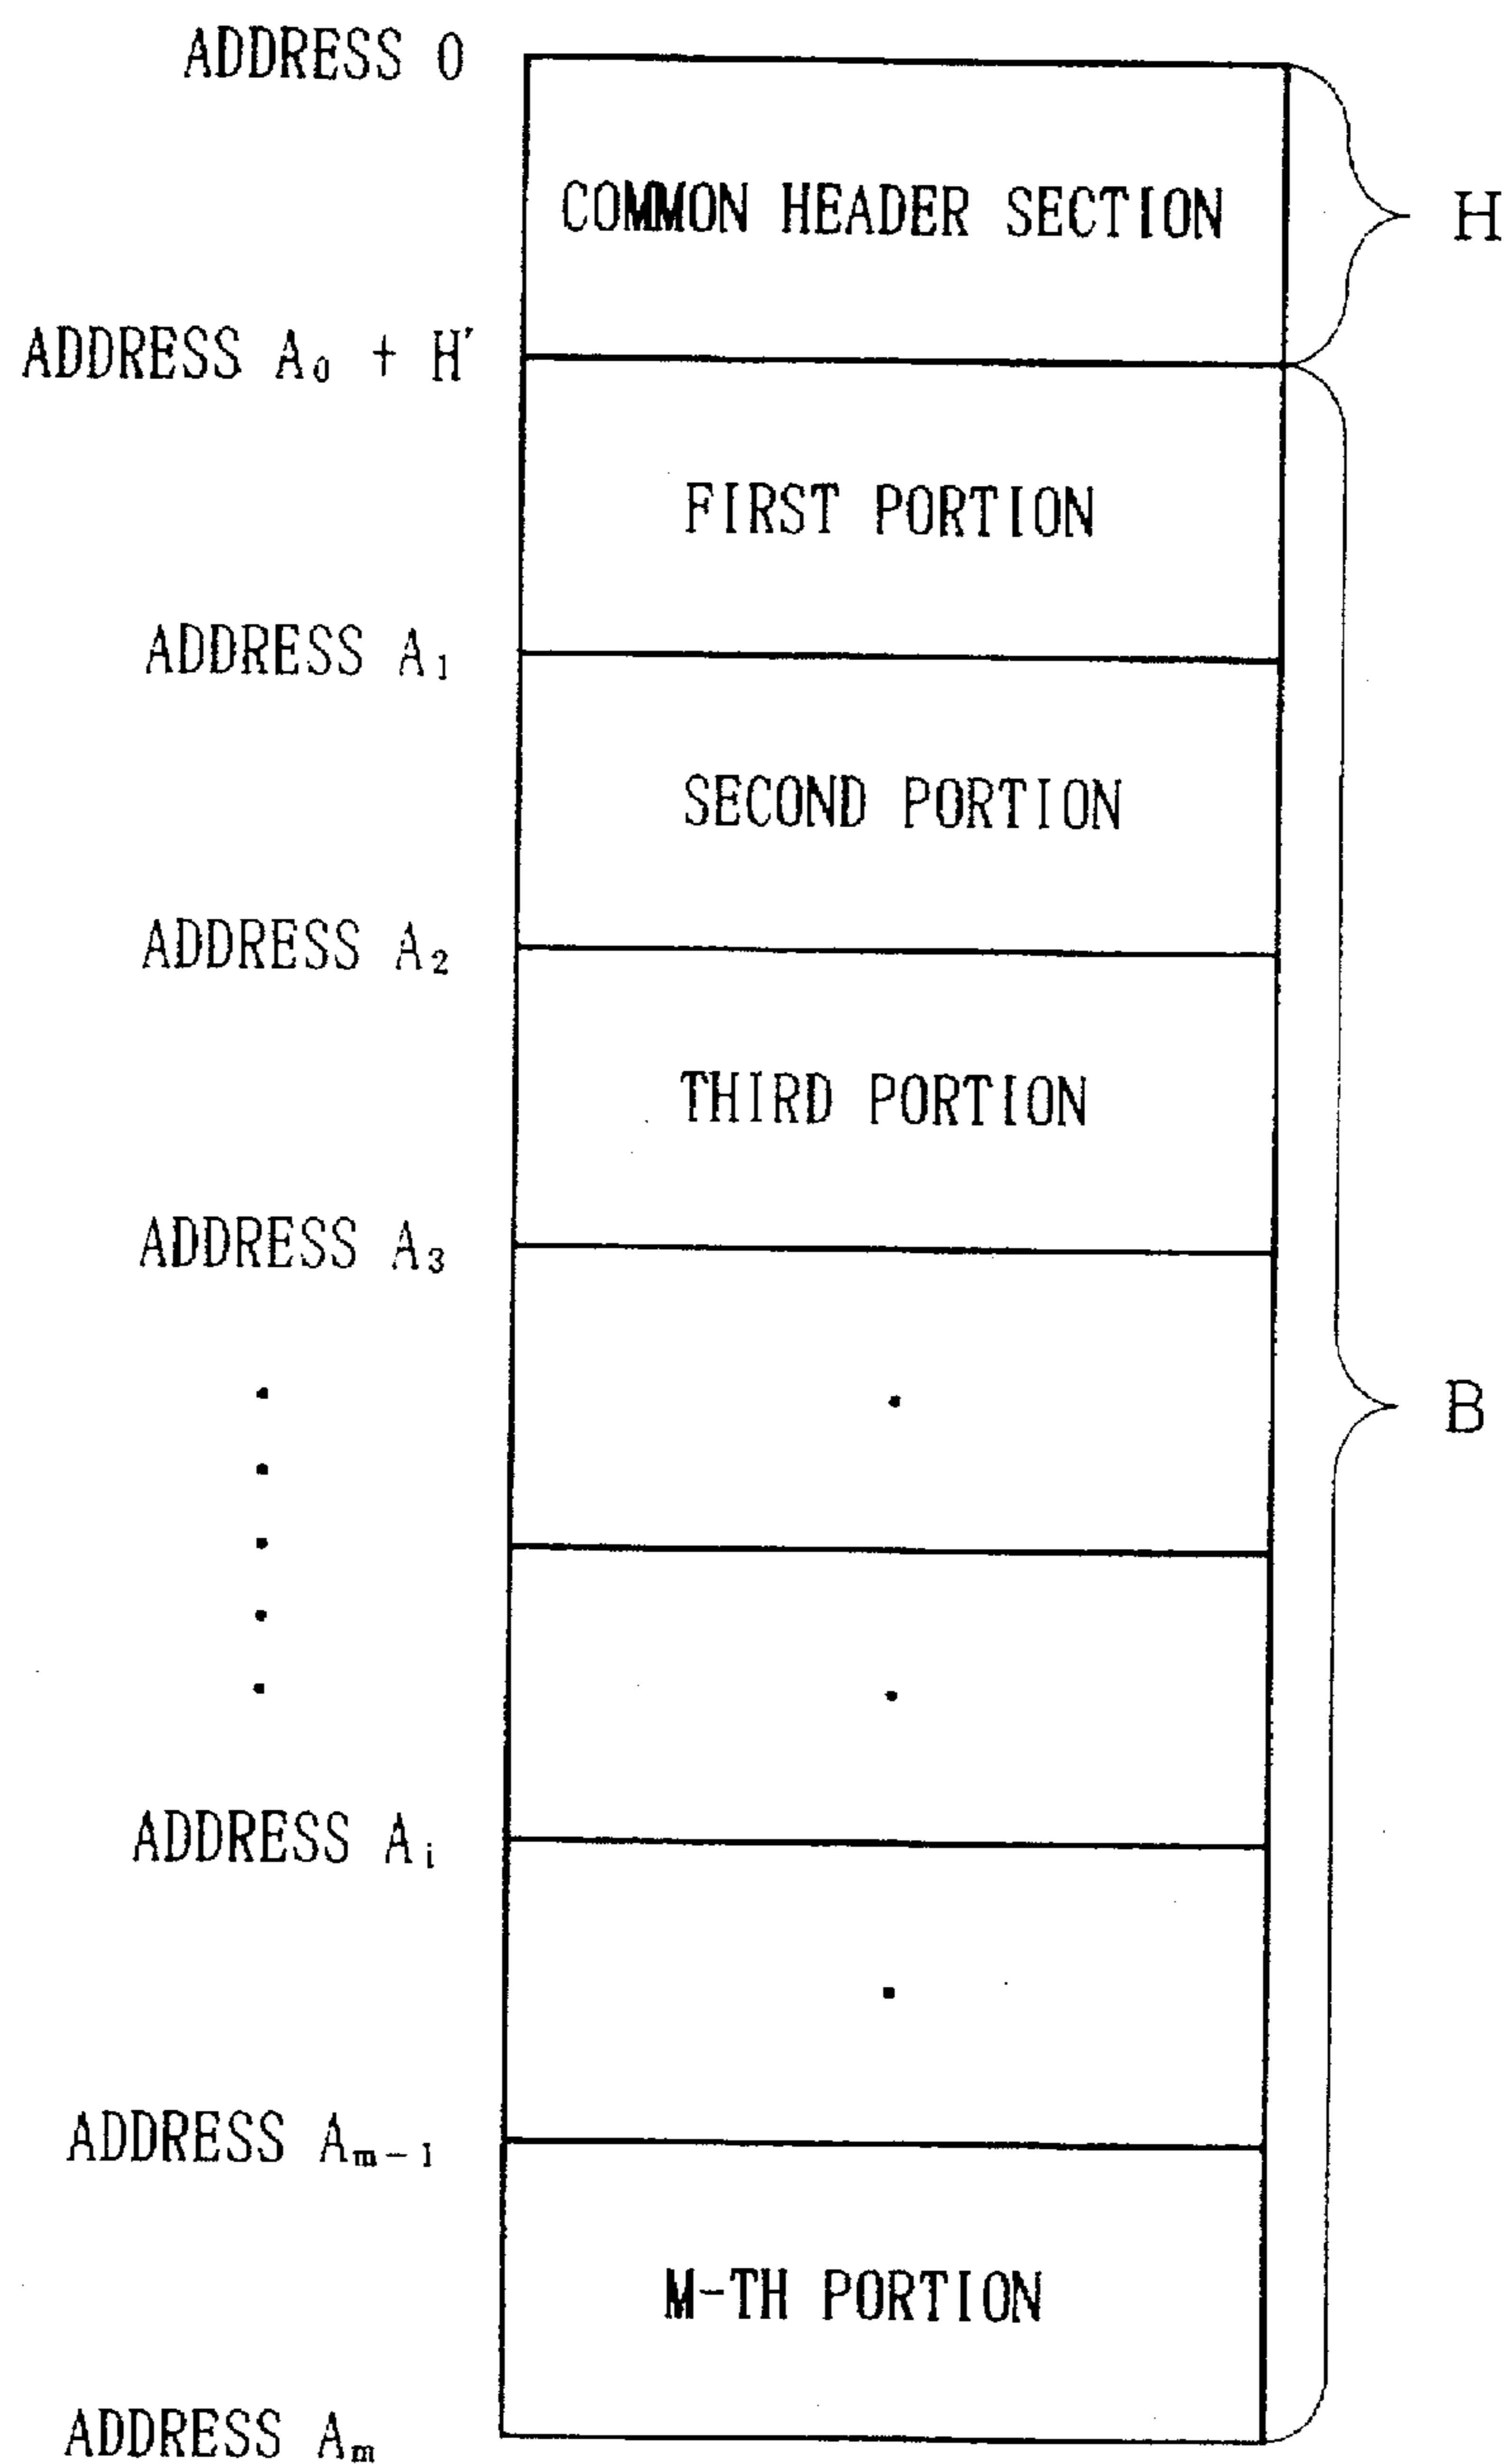 ADDRESS 0
COMMON HEADER SECTION
H
ADDRESS A₀ + H'
FIRST PORTION
ADDRESS A₁
SECOND PORTION
ADDRESS A₂
THIRD PORTION
ADDRESS A₃
B
ADDRESS Aᵢ
ADDRESS Aₘ₋₁
M-TH PORTION
ADDRESS Aₘ